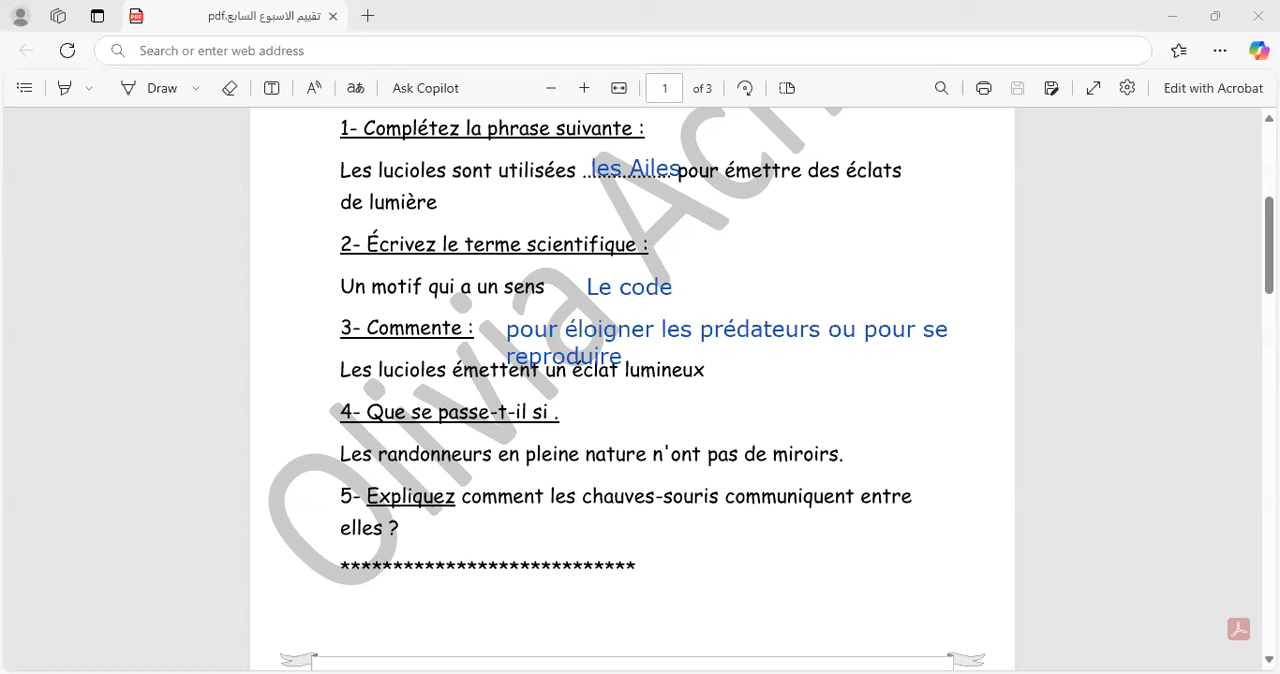 تقييم الاسبوع السابع.pdf
Search or enter web address
Draw
Ask Copilot
1 of 3
Edit with Acrobat
1- Complétez la phrase suivante :
Les lucioles sont utilisées ................. pour émettre des éclats
les Ailes
de lumière
2- Écrivez le terme scientifique :
Un motif qui a un sens Le code
3- Commente : pour éloigner les prédateurs ou pour se
reproduire
Les lucioles émettent un éclat lumineux
4- Que se passe-t-il si .
Les randonneurs en pleine nature n'ont pas de miroirs.
5- Expliquez comment les chauves-souris communiquent entre
elles ?
****************************